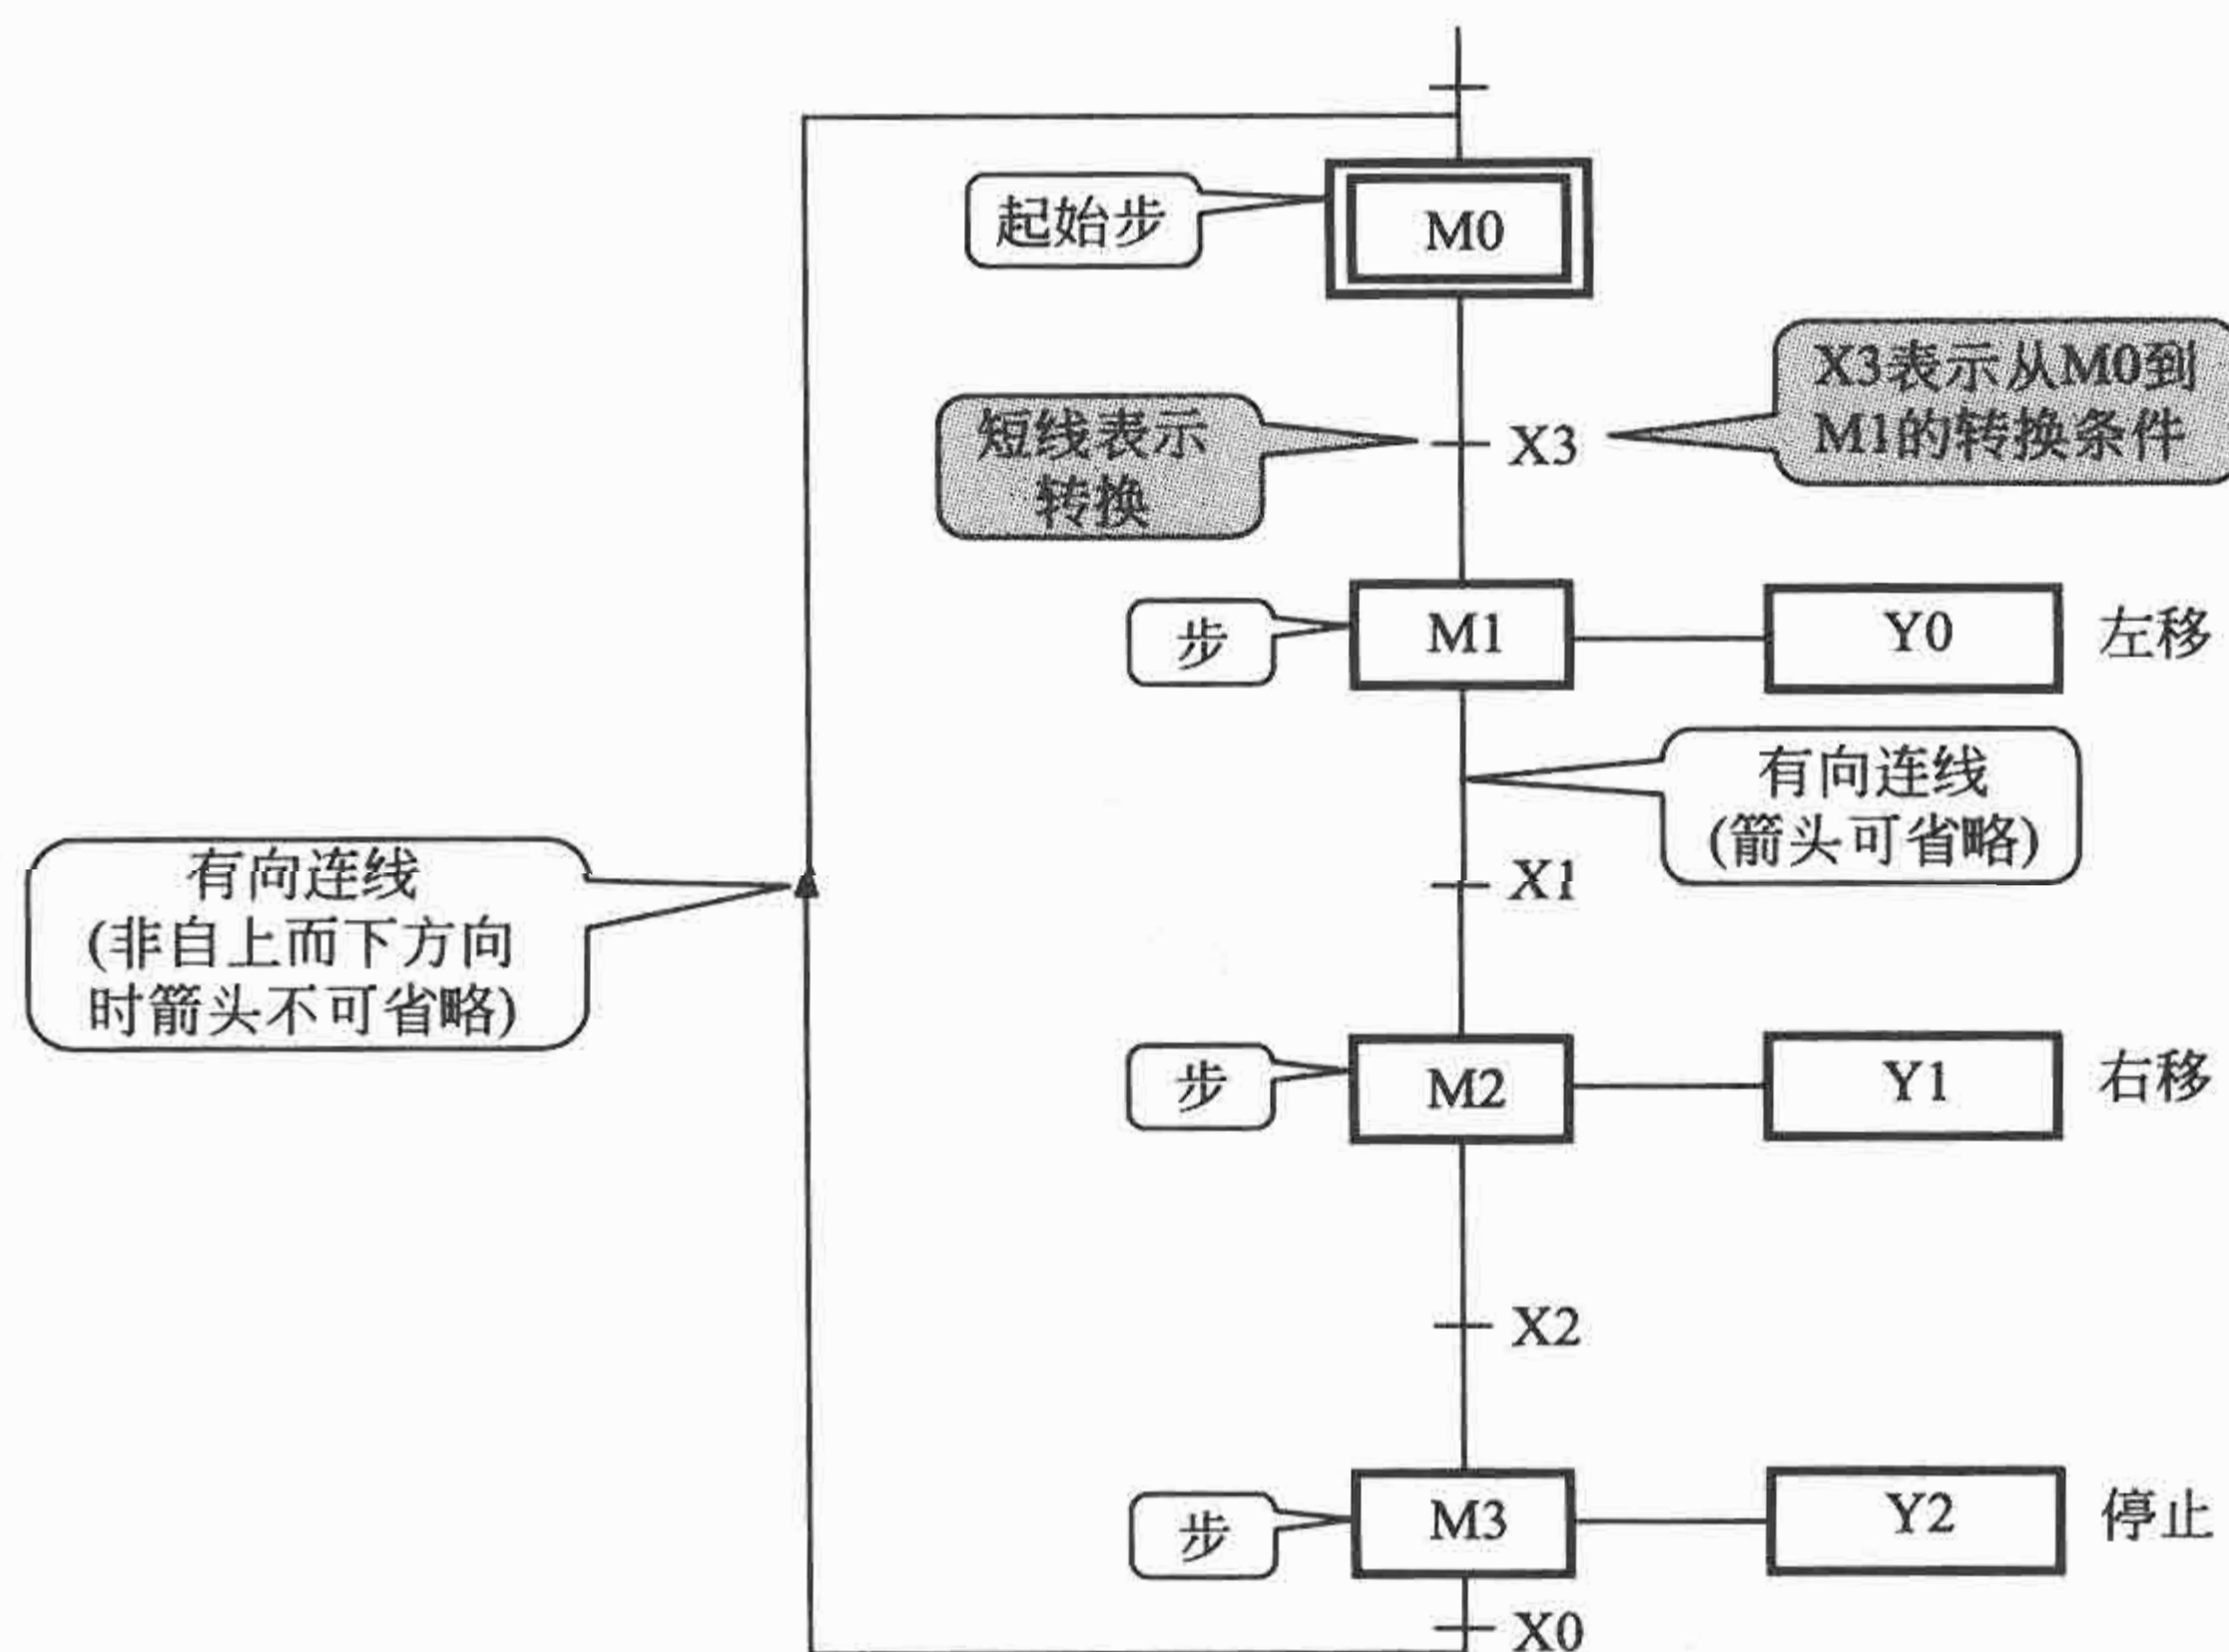 起始步
M0
X3表示从M0到
M1的转换条件
短线表示
转换
X3
步
M1
Y0
左移
有向连线
(箭头可省略)
X1
有向连线
(非自上而下方向
时箭头不可省略)
步
M2
Y1
右移
X2
步
M3
Y2
停止
X0